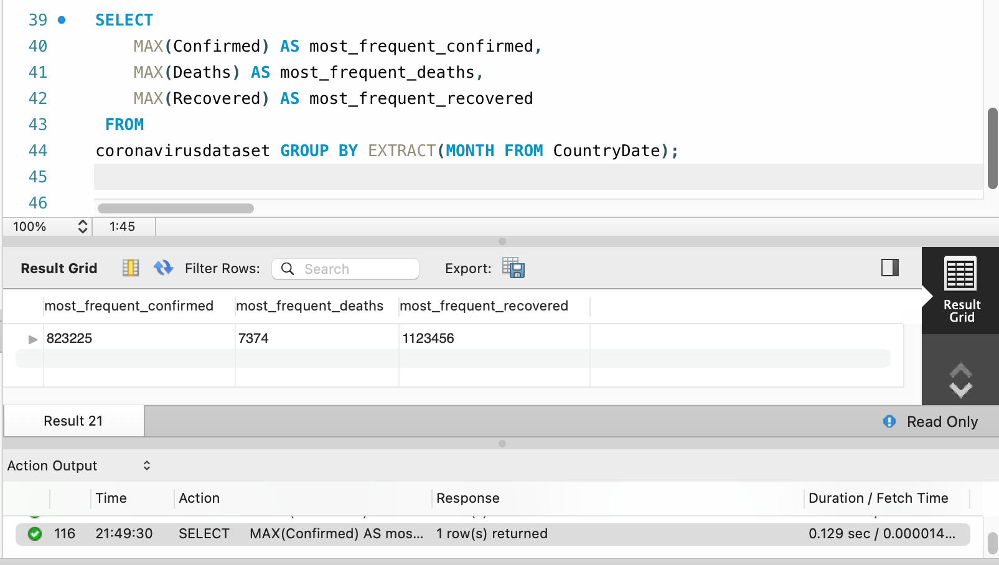 39 SELECT
40 MAX(Confirmed) AS most_frequent_confirmed,
41 MAX(Deaths) AS most_frequent_deaths,
42 MAX(Recovered) AS most_frequent_recovered
43 FROM
44 coronavirusdataset GROUP BY EXTRACT(MONTH FROM CountryDate);
45
46
100% 1:45
Result Grid Filter Rows: Search Export:
Result Grid
most_frequent_confirmed most_frequent_deaths most_frequent_recovered
823225 7374 1123456
Result 21 Read Only
Action Output
Time Action Response Duration / Fetch Time
116 21:49:30 SELECT MAX(Confirmed) AS mos... 1 row(s) returned 0.129 sec / 0.000014...